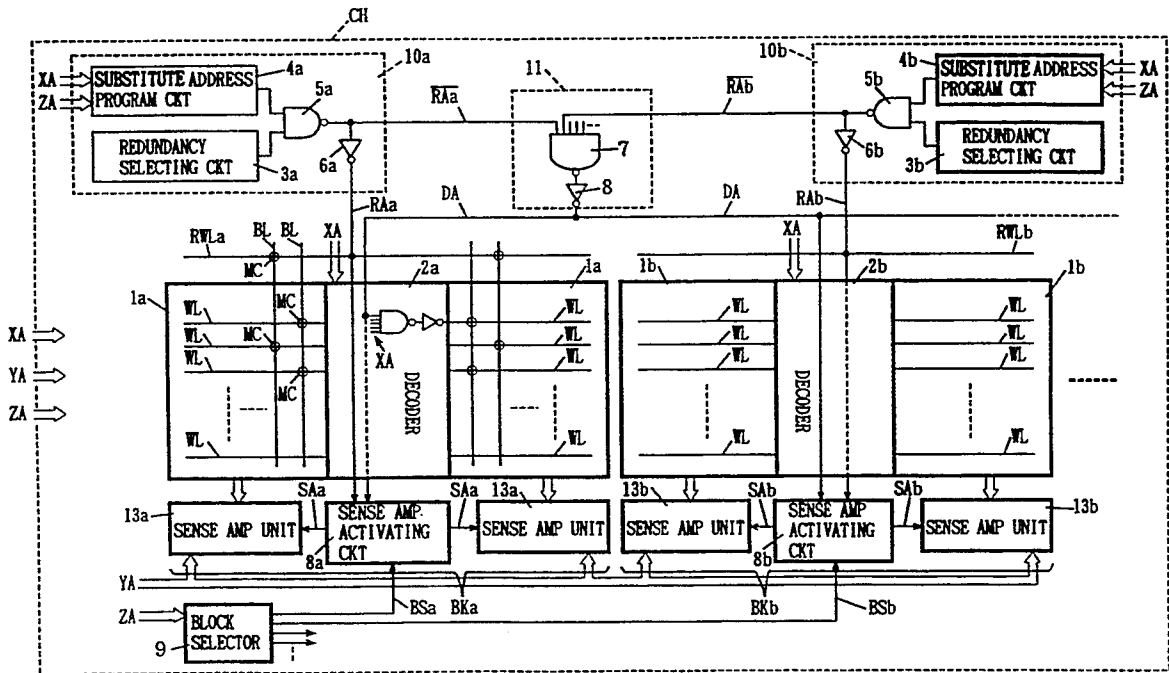 CH
10a
4a
XA
ZA
SUBSTITUTE ADDRESS
PROGRAM CKT
5a
REDUNDANCY
SELECTING CKT
3a
6a
RAa
RAa
11
7
8
10b
4b
SUBSTITUTE ADDRESS
PROGRAM CKT
XA
ZA
5b
REDUNDANCY
SELECTING CKT
3b
6b
RAb
RAb
DA
DA
RWLa
BL
BL
XA
MC
2a
1a
1a
WL
MC
WL
MC
WL
MC
WL
XA
DECODER
WL
WL
WL
WL
XA
RWLb
1b
2b
1b
WL
WL
WL
WL
DECODER
WL
WL
WL
WL
XA
YA
ZA
13a
SENSE AMP UNIT
SAa
SENSE AMP.
ACTIVATING
CKT
8a
SAa
13a
SENSE AMP UNIT
13b
SENSE AMP UNIT
SAb
SENSE AMP
ACTIVATING
CKT
8b
SAb
13b
SENSE AMP UNIT
YA
BKa
BKb
ZA
BLOCK
SELECTOR
9
BSa
BSb